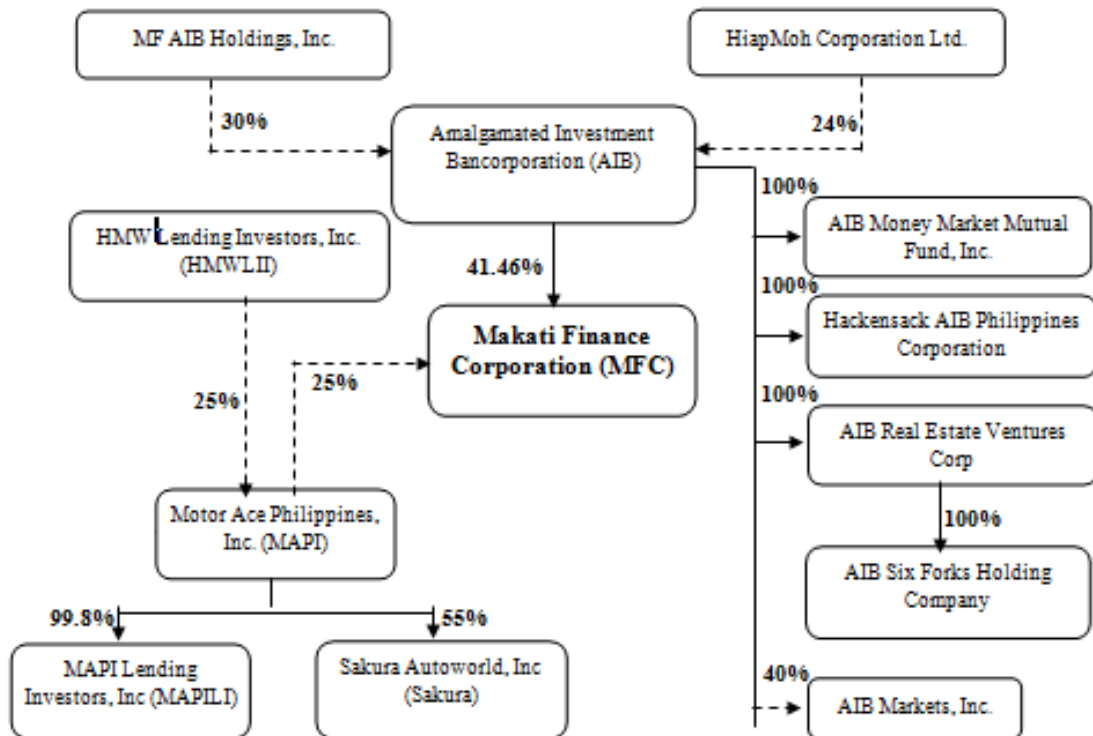 MF AIB Holdings, Inc.
HiapMoh Corporation Ltd.
30%
24%
Amalgamated Investment
Bancorporation (AIB)
100%
AIB Money Market Mutual
Fund, Inc.
HMW Lending Investors, Inc.
(HMWLII)
41.46%
100%
Hackensack AIB Philippines
Corporation
Makati Finance
Corporation (MFC)
25%
25%
100%
AIB Real Estate Ventures
Corp
100%
Motor Ace Philippines,
Inc. (MAPI)
AIB Six Forks Holding
Company
99.8%
55%
MAPI Lending
Investors, Inc (MAPILI)
Sakura Autoworld, Inc
(Sakura)
40%
AIB Markets, Inc.